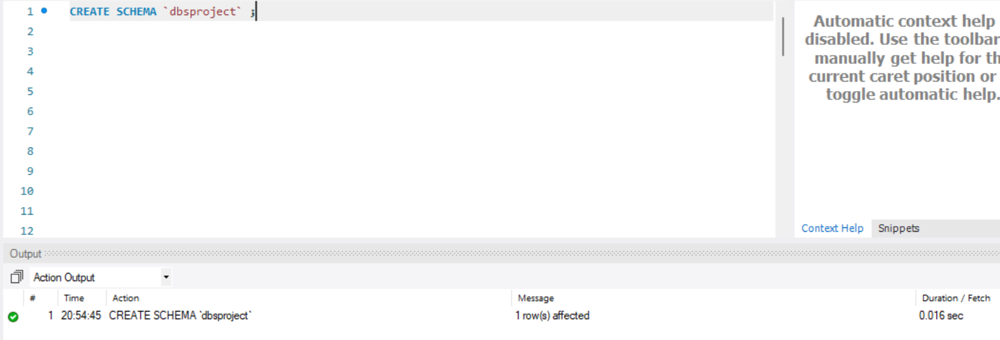 1 CREATE SCHEMA `dbsproject` ;
2
3
4
5
6
7
8
9
10
11
12
Automatic context help
disabled. Use the toolbar
manually get help for th
current caret position or
toggle automatic help.
Context Help Snippets
Output
Action Output
# Time Action Message Duration / Fetch
1 20:54:45 CREATE SCHEMA `dbsproject` 1 row(s) affected 0.016 sec